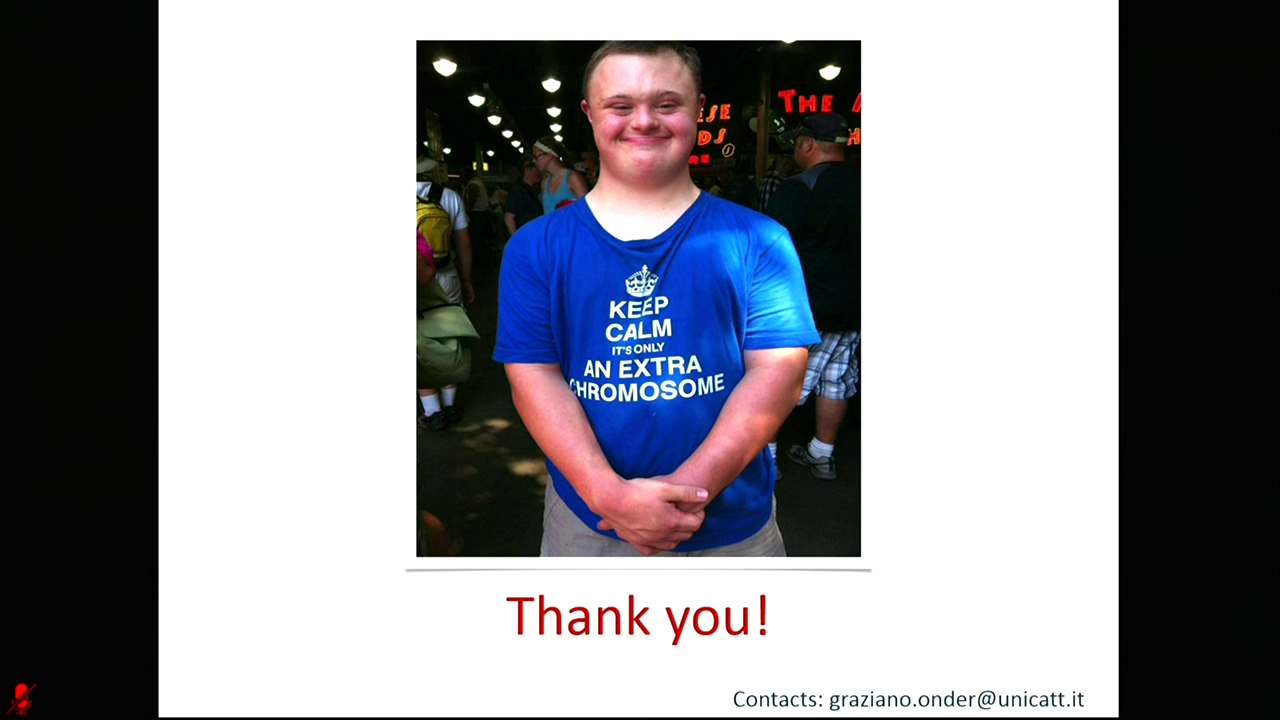 THE
KEEP
CALM
IT'S ONLY
AN EXTRA
CHROMOSOME
Thank you!
Contacts: graziano.onder@unicatt.it